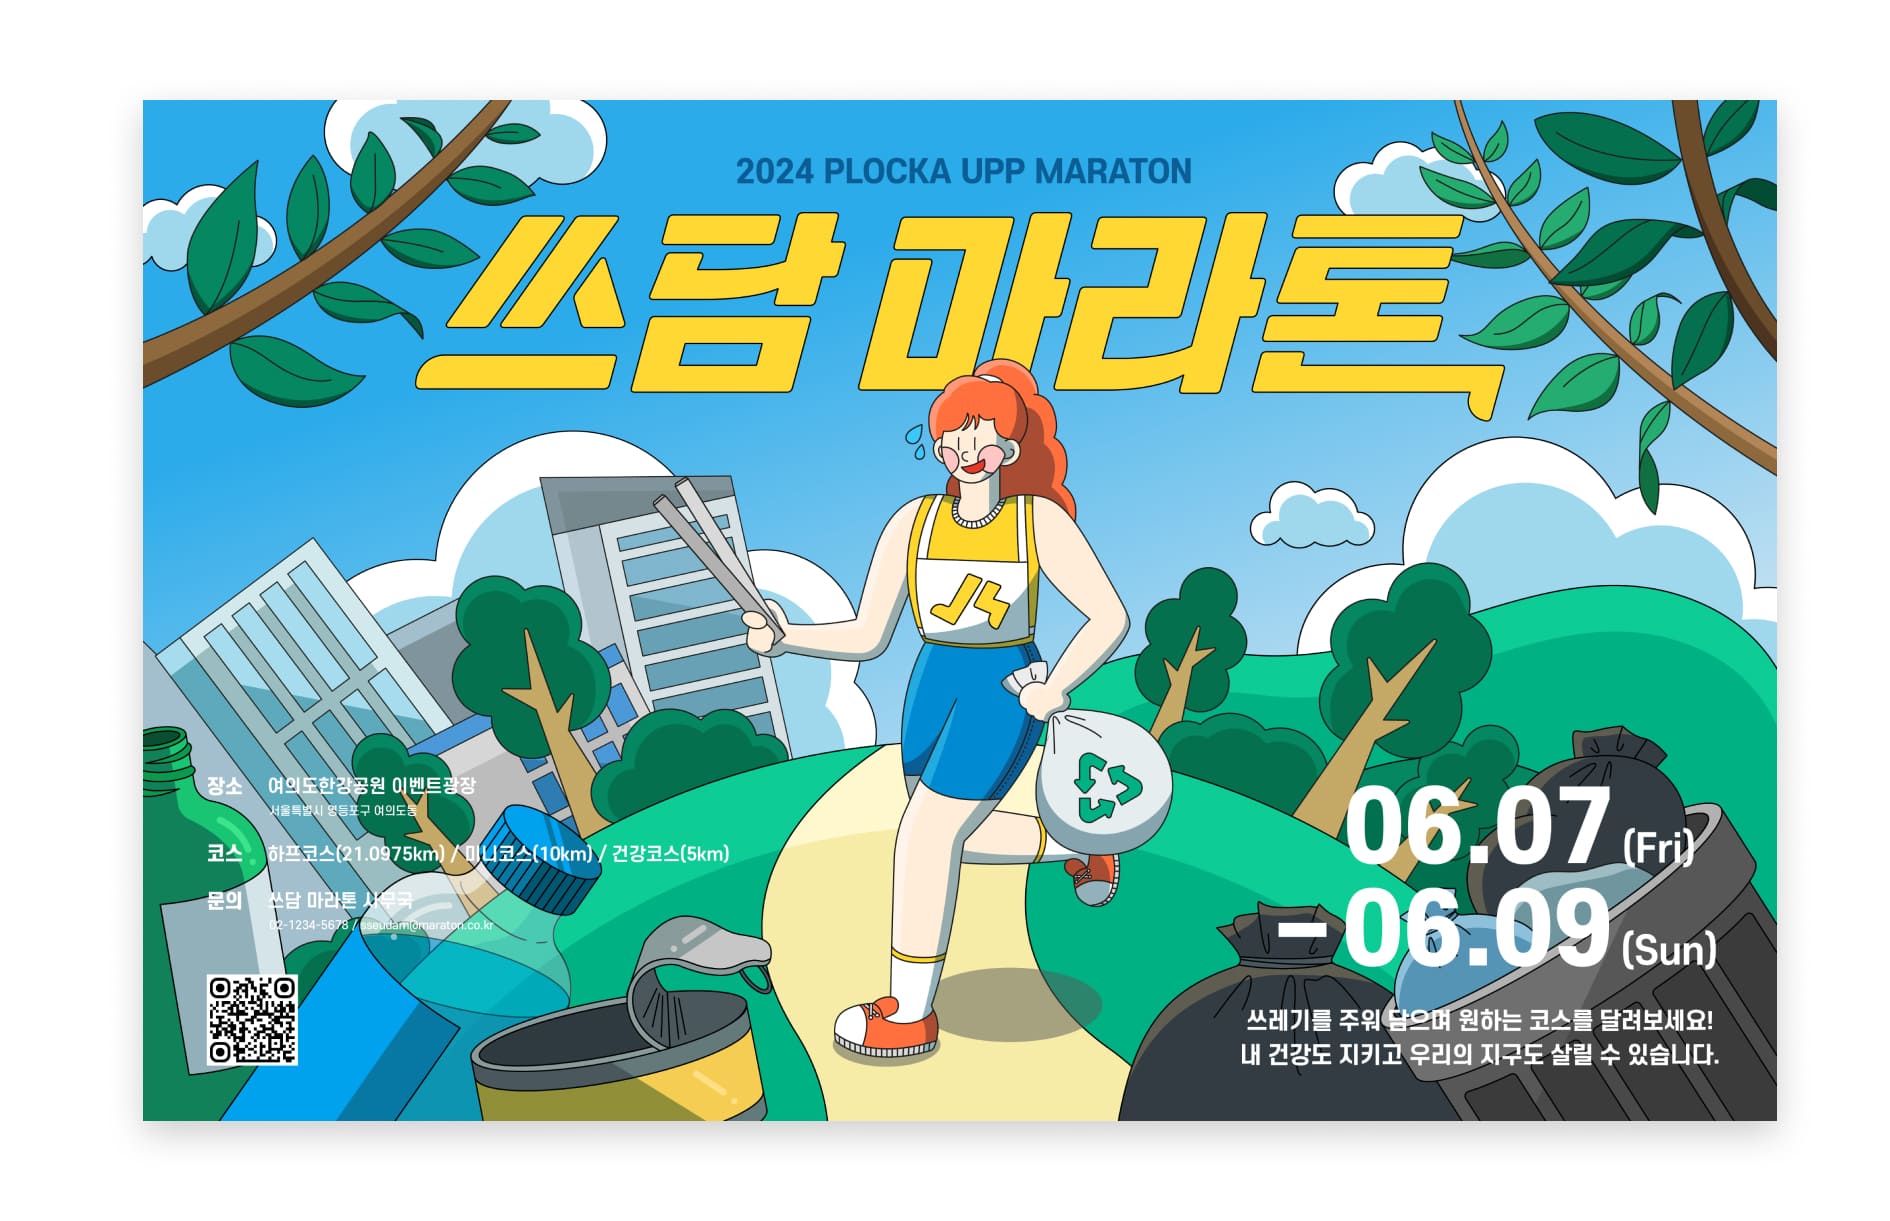 2024 PLOCKA UPP MARATON
쓰담 마라톤
장소 여의도한강공원 이벤트광장
서울특별시 영등포구 여의도동
코스 하프코스(21.0975km) / 미니코스(10km) / 건강코스(5km)
문의 쓰담 마라톤 사무국
02-1234-5678 / sseudam@maraton.co.kr
06.07 (Fri)
– 06.09 (Sun)
쓰레기를 주워 담으며 원하는 코스를 달려보세요!
내 건강도 지키고 우리의 지구도 살릴 수 있습니다.